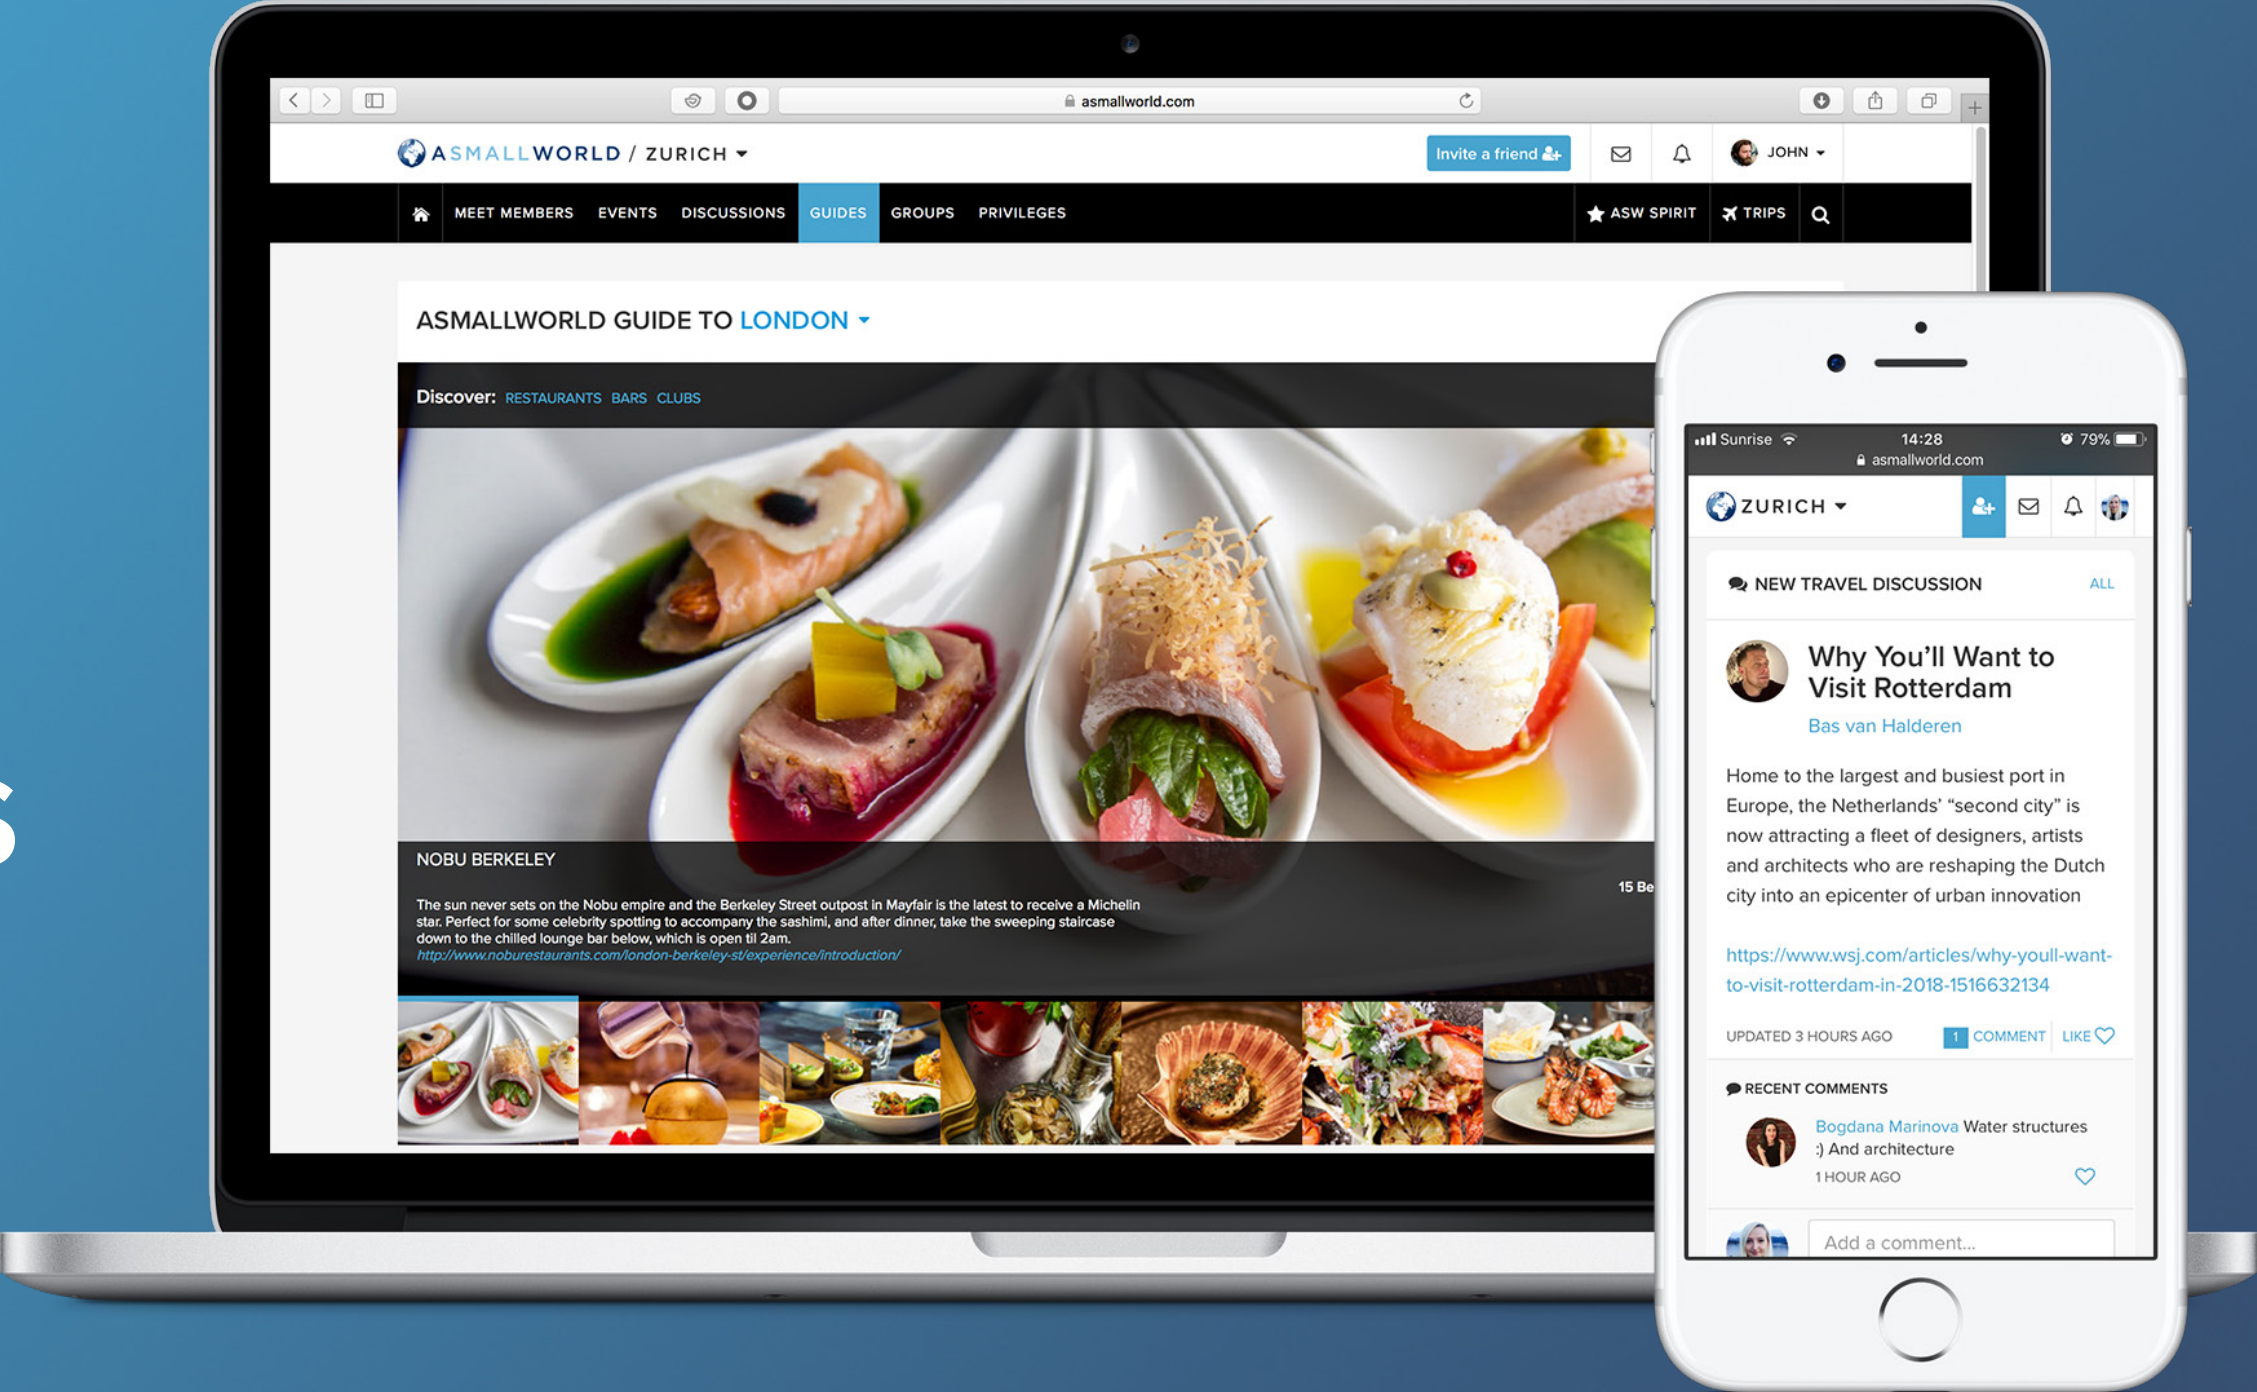 asmallworld.com
ASMALLWORLD / ZURICH
Invite a friend
JOHN
MEET MEMBERS EVENTS DISCUSSIONS GUIDES GROUPS PRIVILEGES
ASW SPIRIT TRIPS
ASMALLWORLD GUIDE TO LONDON
Discover: RESTAURANTS BARS CLUBS
NOBU BERKELEY
15 Be
The sun never sets on the Nobu empire and the Berkeley Street outpost in Mayfair is the latest to receive a Michelin
star. Perfect for some celebrity spotting to accompany the sashimi, and after dinner, take the sweeping staircase
down to the chilled lounge bar below, which is open til 2am.
http://www.noburestaurants.com/london-berkeley-st/experience/introduction/
S
Sunrise 14:28 79%
asmallworld.com
ZURICH
NEW TRAVEL DISCUSSION ALL
Why You'll Want to
Visit Rotterdam
Bas van Halderen
Home to the largest and busiest port in
Europe, the Netherlands' "second city" is
now attracting a fleet of designers, artists
and architects who are reshaping the Dutch
city into an epicenter of urban innovation
https://www.wsj.com/articles/why-youll-want-
to-visit-rotterdam-in-2018-1516632134
UPDATED 3 HOURS AGO 1 COMMENT LIKE
RECENT COMMENTS
Bogdana Marinova Water structures
:) And architecture
1 HOUR AGO
Add a comment...